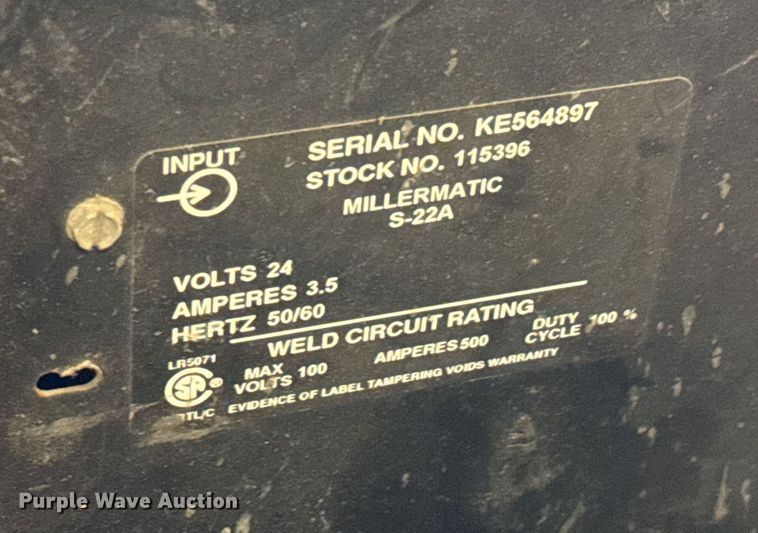 INPUT
SERIAL NO. KE564897
STOCK NO. 115396
MILLERMATIC
S-22A
VOLTS 24
AMPERES 3.5
HERTZ 50/60
WELD CIRCUIT RATING
LR5071
SP®
MAX
VOLTS 100
AMPERES 500
DUTY
CYCLE 100 %
RTL/C
EVIDENCE OF LABEL TAMPERING VOIDS WARRANTY
Purple Wave Auction